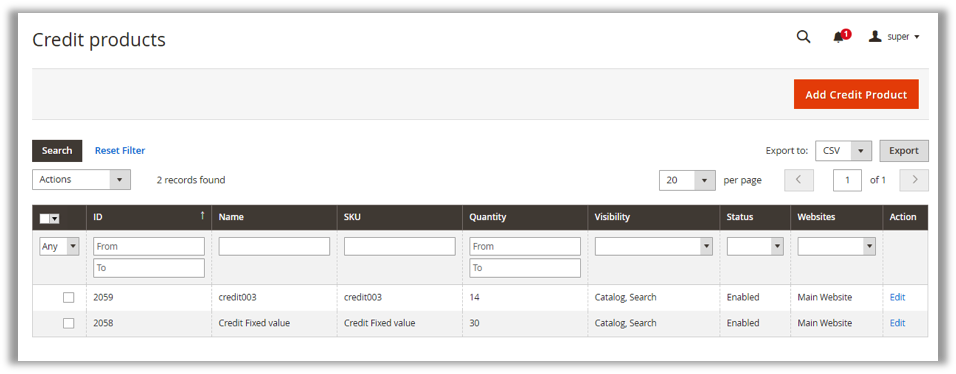 Credit products
1
super
Add Credit Product
Search
Reset Filter
Export to:
CSV
Export
Actions
2 records found
20
per page
1
of 1
ID ↑ Name SKU Quantity Visibility Status Websites Action
Any From From
To To
2059 credit003 credit003 14 Catalog, Search Enabled Main Website Edit
2058 Credit Fixed value Credit Fixed value 30 Catalog, Search Enabled Main Website Edit